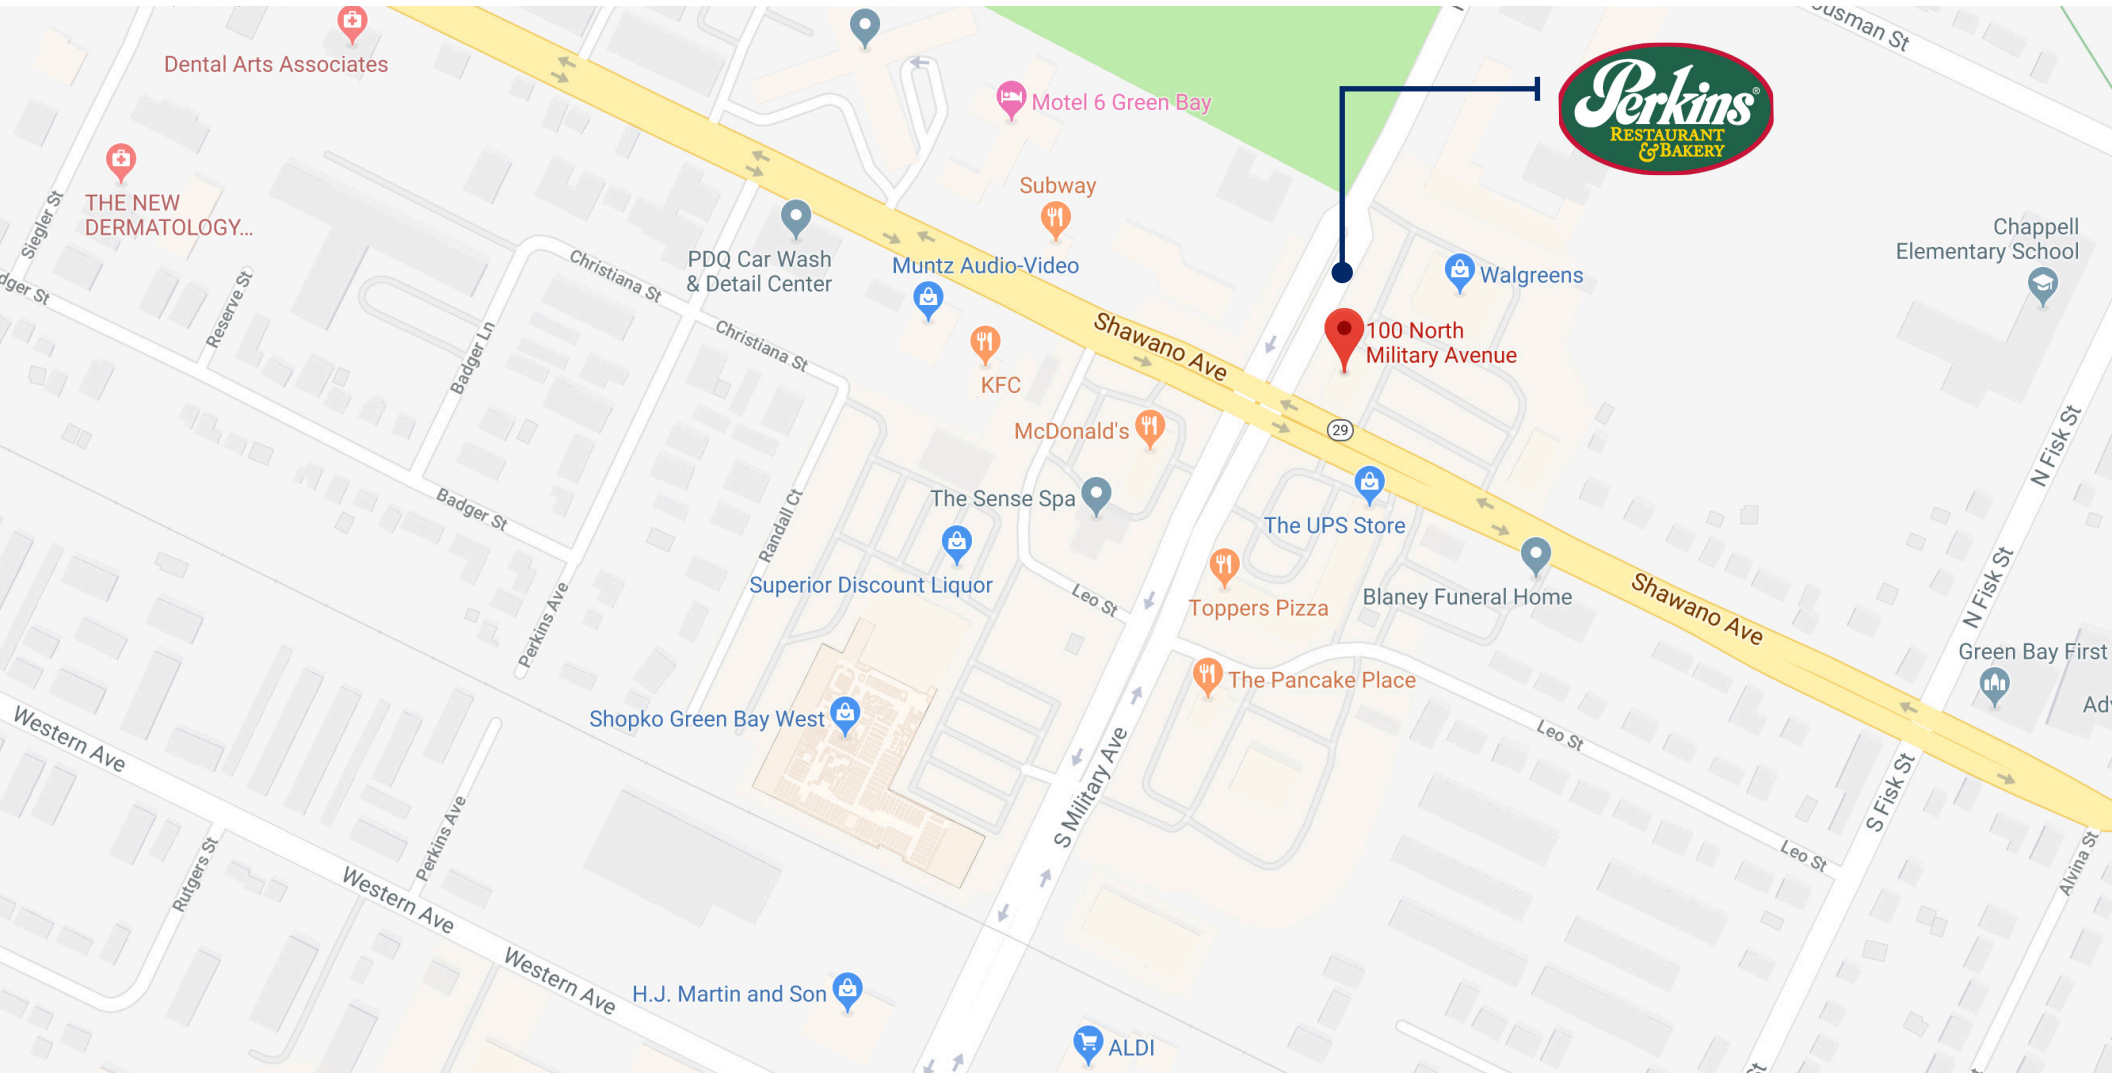 ousman St
Dental Arts Associates
Motel 6 Green Bay
Perkins®
RESTAURANT
& BAKERY
THE NEW
DERMATOLOGY...
Siegler St
Subway
Chappell
Elementary School
PDQ Car Wash
& Detail Center
Muntz Audio-Video
Christiana St
Walgreens
dger St
Reserve St
Badger Ln
Christiana St
Shawano Ave
100 North
Military Avenue
KFC
McDonald's
29
N Fisk St
The Sense Spa
Badger St
Randall Ct
The UPS Store
Superior Discount Liquor
Leo St
Toppers Pizza
Blaney Funeral Home
Shawano Ave
N Fisk St
Perkins Ave
Green Bay First
Adv
The Pancake Place
Shopko Green Bay West
Western Ave
Leo St
S Military Ave
S Fisk St
Perkins Ave
Rutgers St
Western Ave
Leo St
Alvina St
Western Ave
H.J. Martin and Son
ALDI